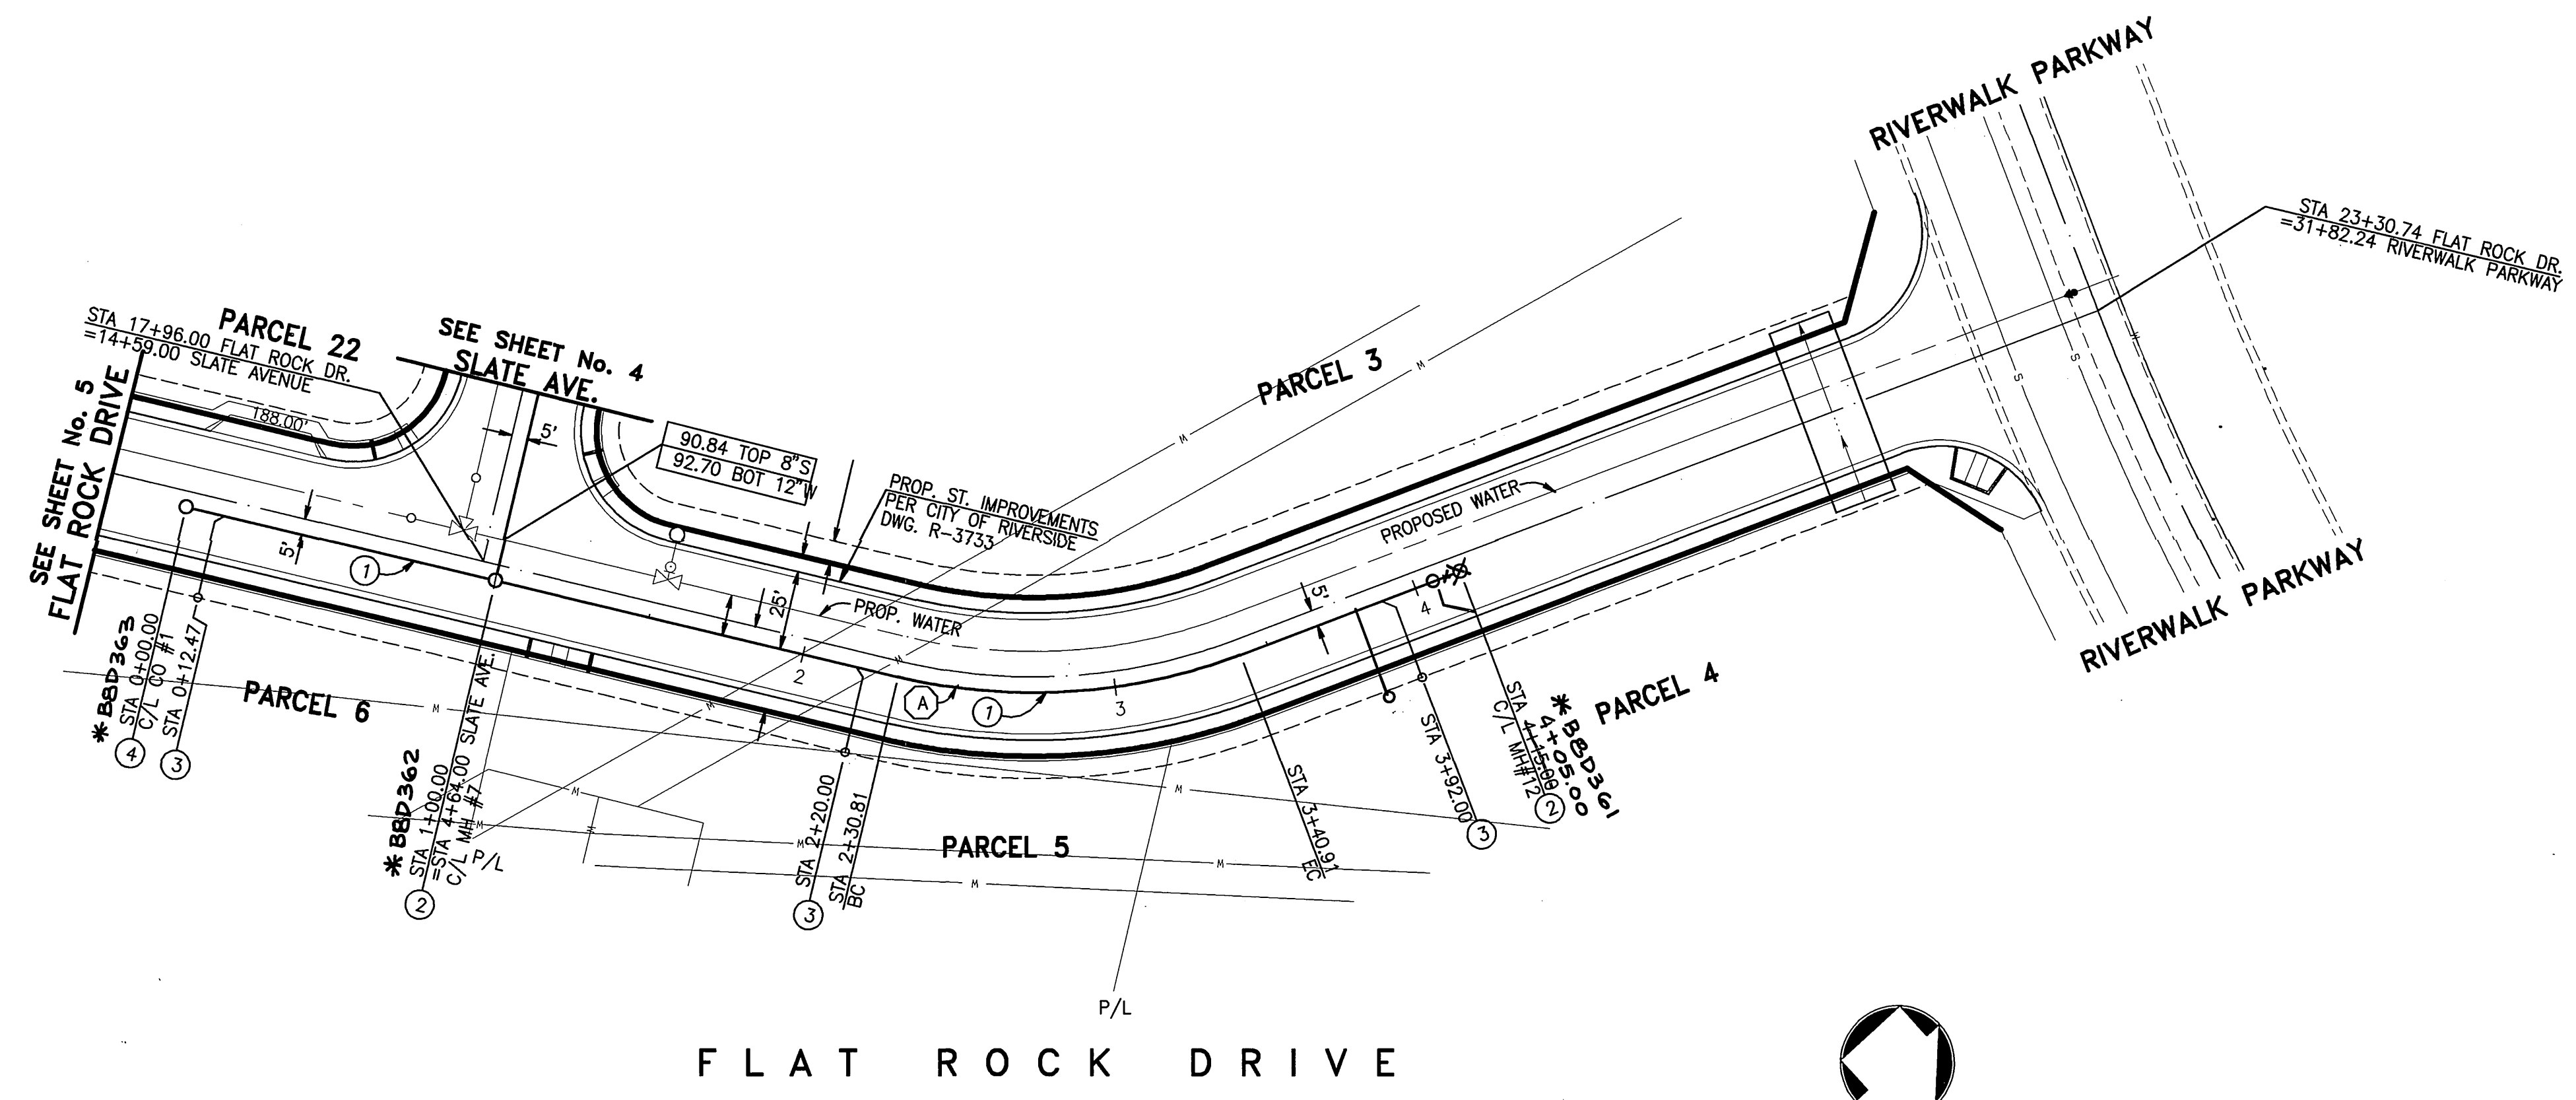 RIVERWALK PARKWAY
STA 23+30.74 FLAT ROCK DR.
=31+82.24 RIVERWALK PARKWAY
STA 17+96.00 FLAT ROCK DR.
=14+59.00 SLATE AVENUE
PARCEL 22
SEE SHEET No. 4
SLATE AVE.
SEE SHEET No. 5
FLAT ROCK DRIVE
188.00'
5'
90.84 TOP 8"S
92.70 BOT 12"W
PROP. ST. IMPROVEMENTS
PER CITY OF RIVERSIDE
DWG. R-3733
PARCEL 3
M
M
PROPOSED WATER
S
S
W
RIVERWALK PARKWAY
5'
1
25'
PROP. WATER
2
A
1
3
5'
4
M
M
M
M
M
M
M
M
M
M
*B8D363
STA 0+00.00
C/L CO #1
4
STA 0+12.47
3
PARCEL 6
*B8D362
STA 1+00.00
=STA 4+64.00 SLATE AVE.
C/L MH #7
2
P/L
STA 2+20.00
3
STA 2+30.81
BC
PARCEL 5
P/L
STA 3+40.91
EC
STA 3+92.00
3
STA 4+15.00
C/L MH#12
2
*B8D361
4+05.00
PARCEL 4
FLAT ROCK DRIVE